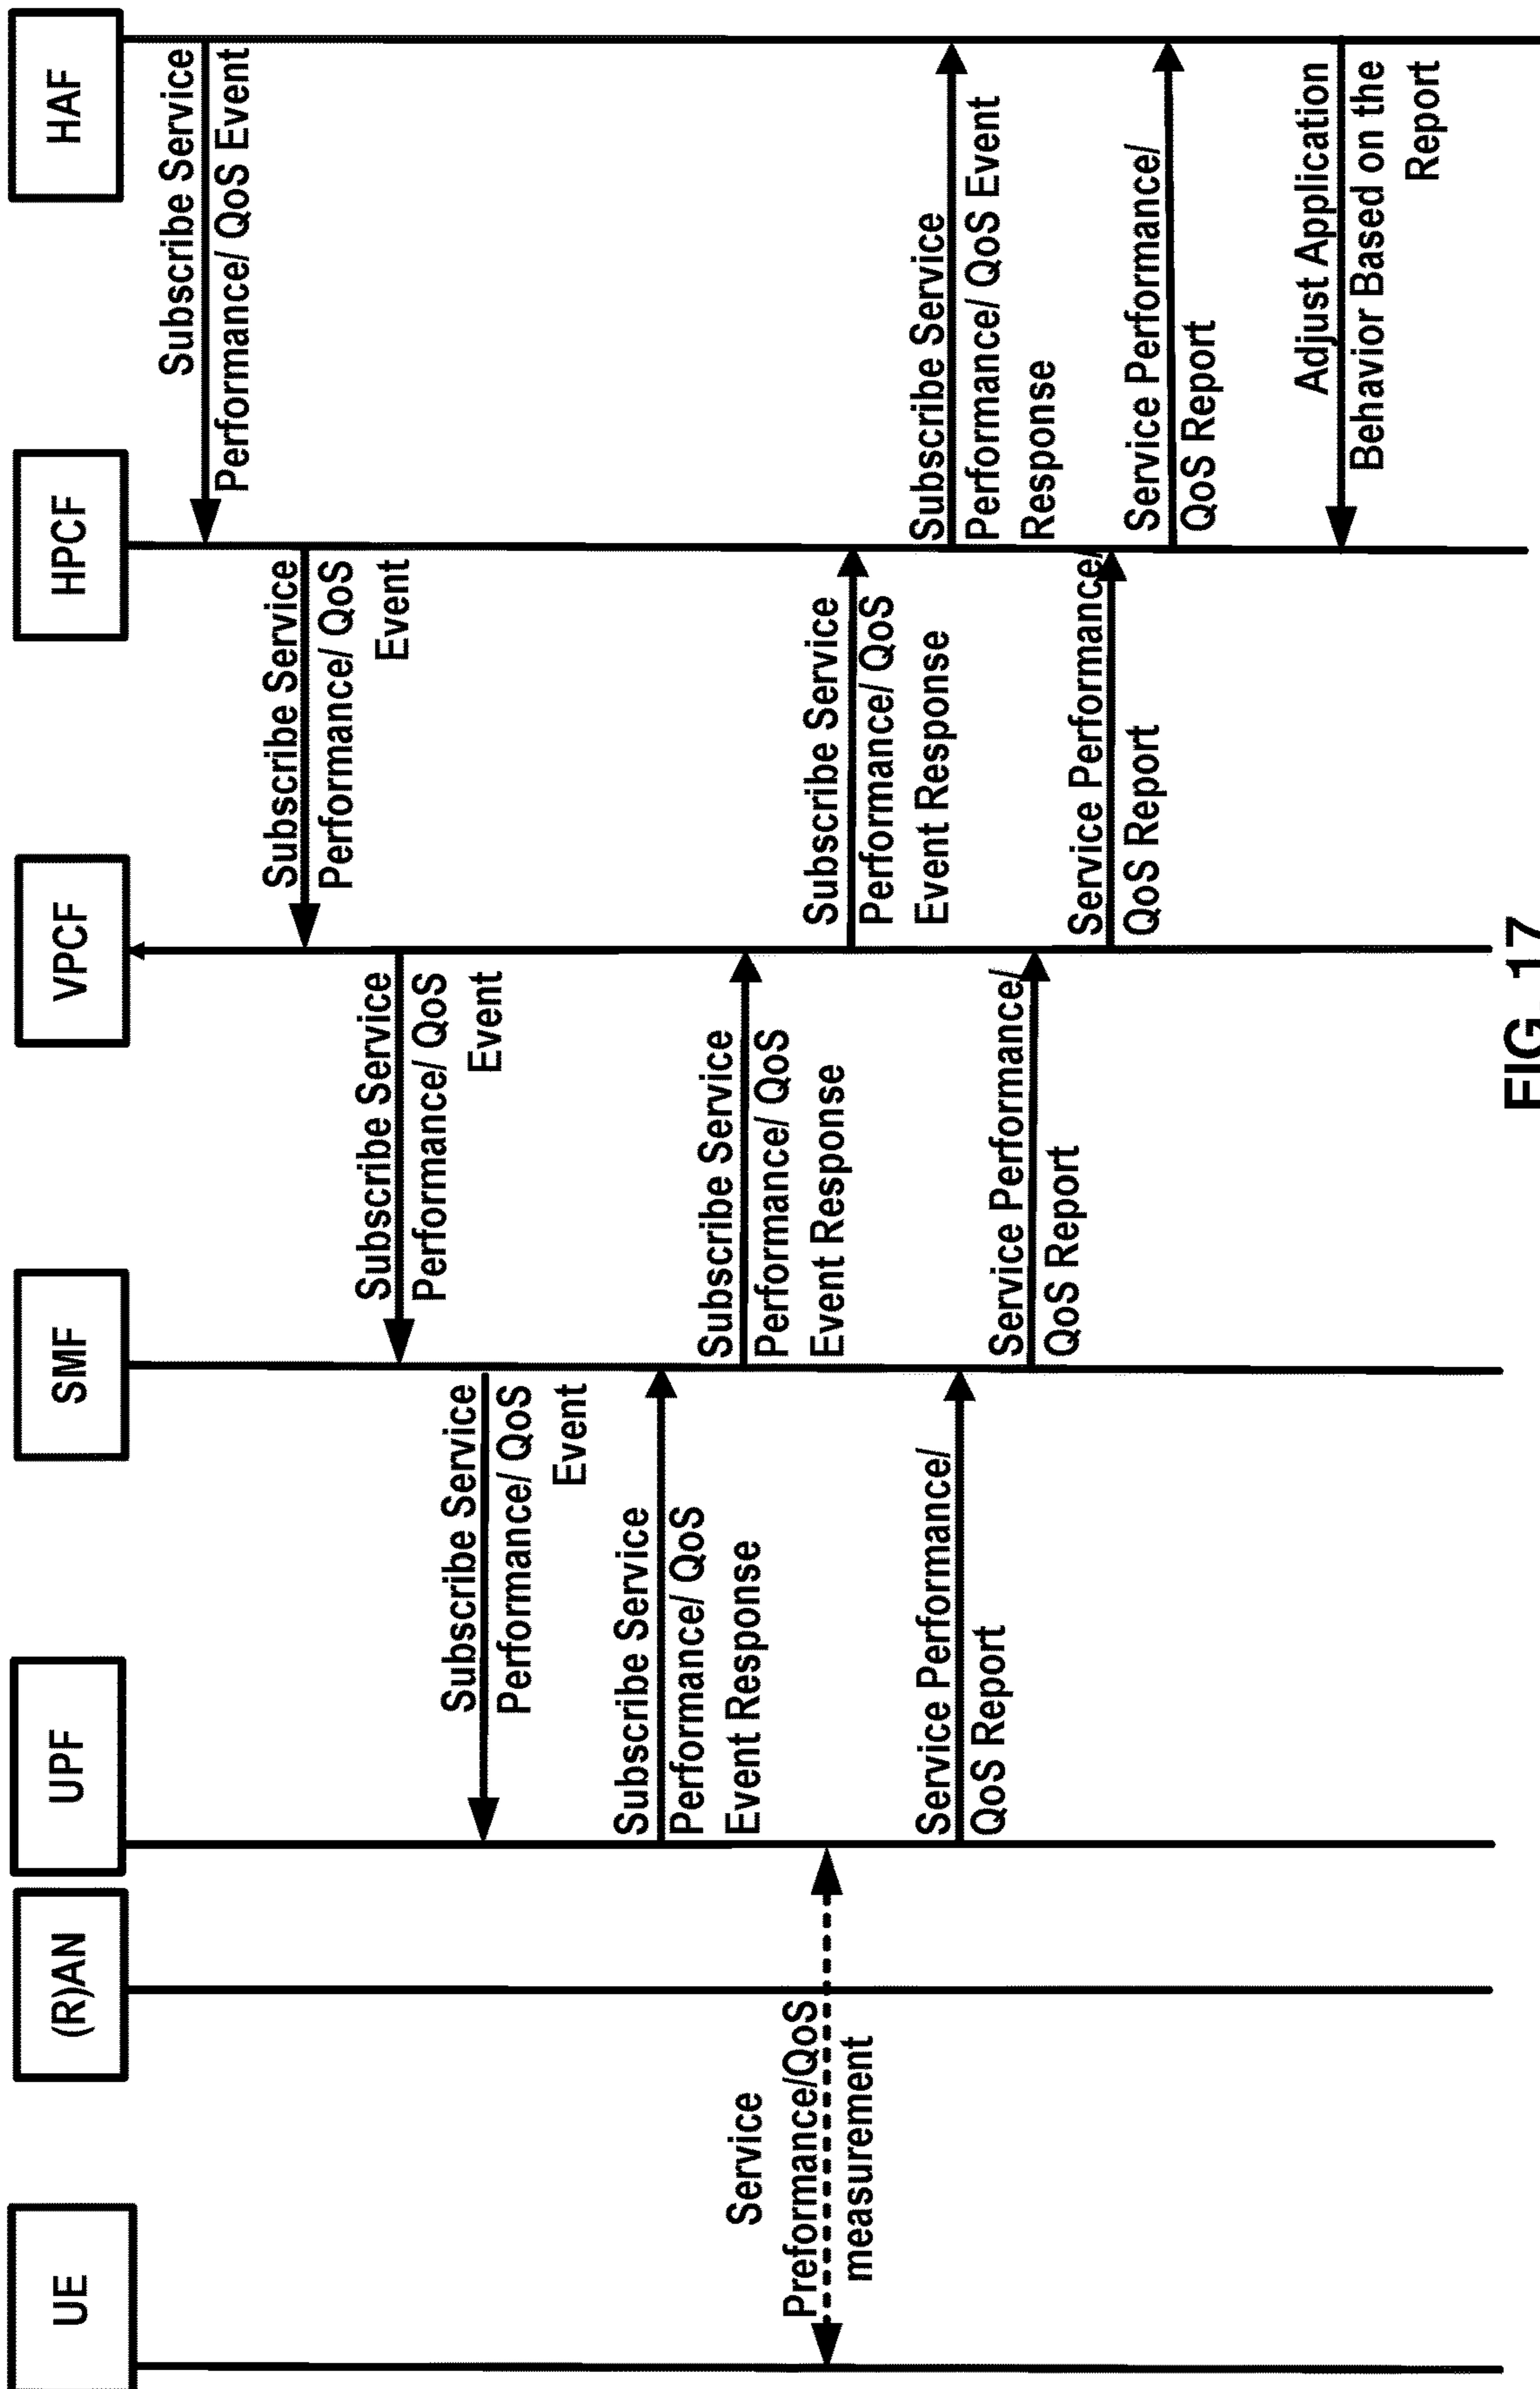 UE
(R)AN
UPF
SMF
VPCF
HPCF
HAF
Subscribe Service
Performance/ QoS Event
Subscribe Service
Performance/ QoS
Event
Subscribe Service
Performance/ QoS
Event
Subscribe Service
Performance/ QoS
Event
Subscribe Service
Performance/ QoS
Event Response
Subscribe Service
Performance/ QoS
Event Response
Service
Preformance/QoS
measurement
Subscribe Service
Performance/ QoS
Event Response
Subscribe Service
Performance/ QoS Event
Response
Service Performance/
QoS Report
Service Performance/
QoS Report
Service Performance/
QoS Report
Service Performance/
QoS Report
Adjust Application
Behavior Based on the
Report
FIG. 17